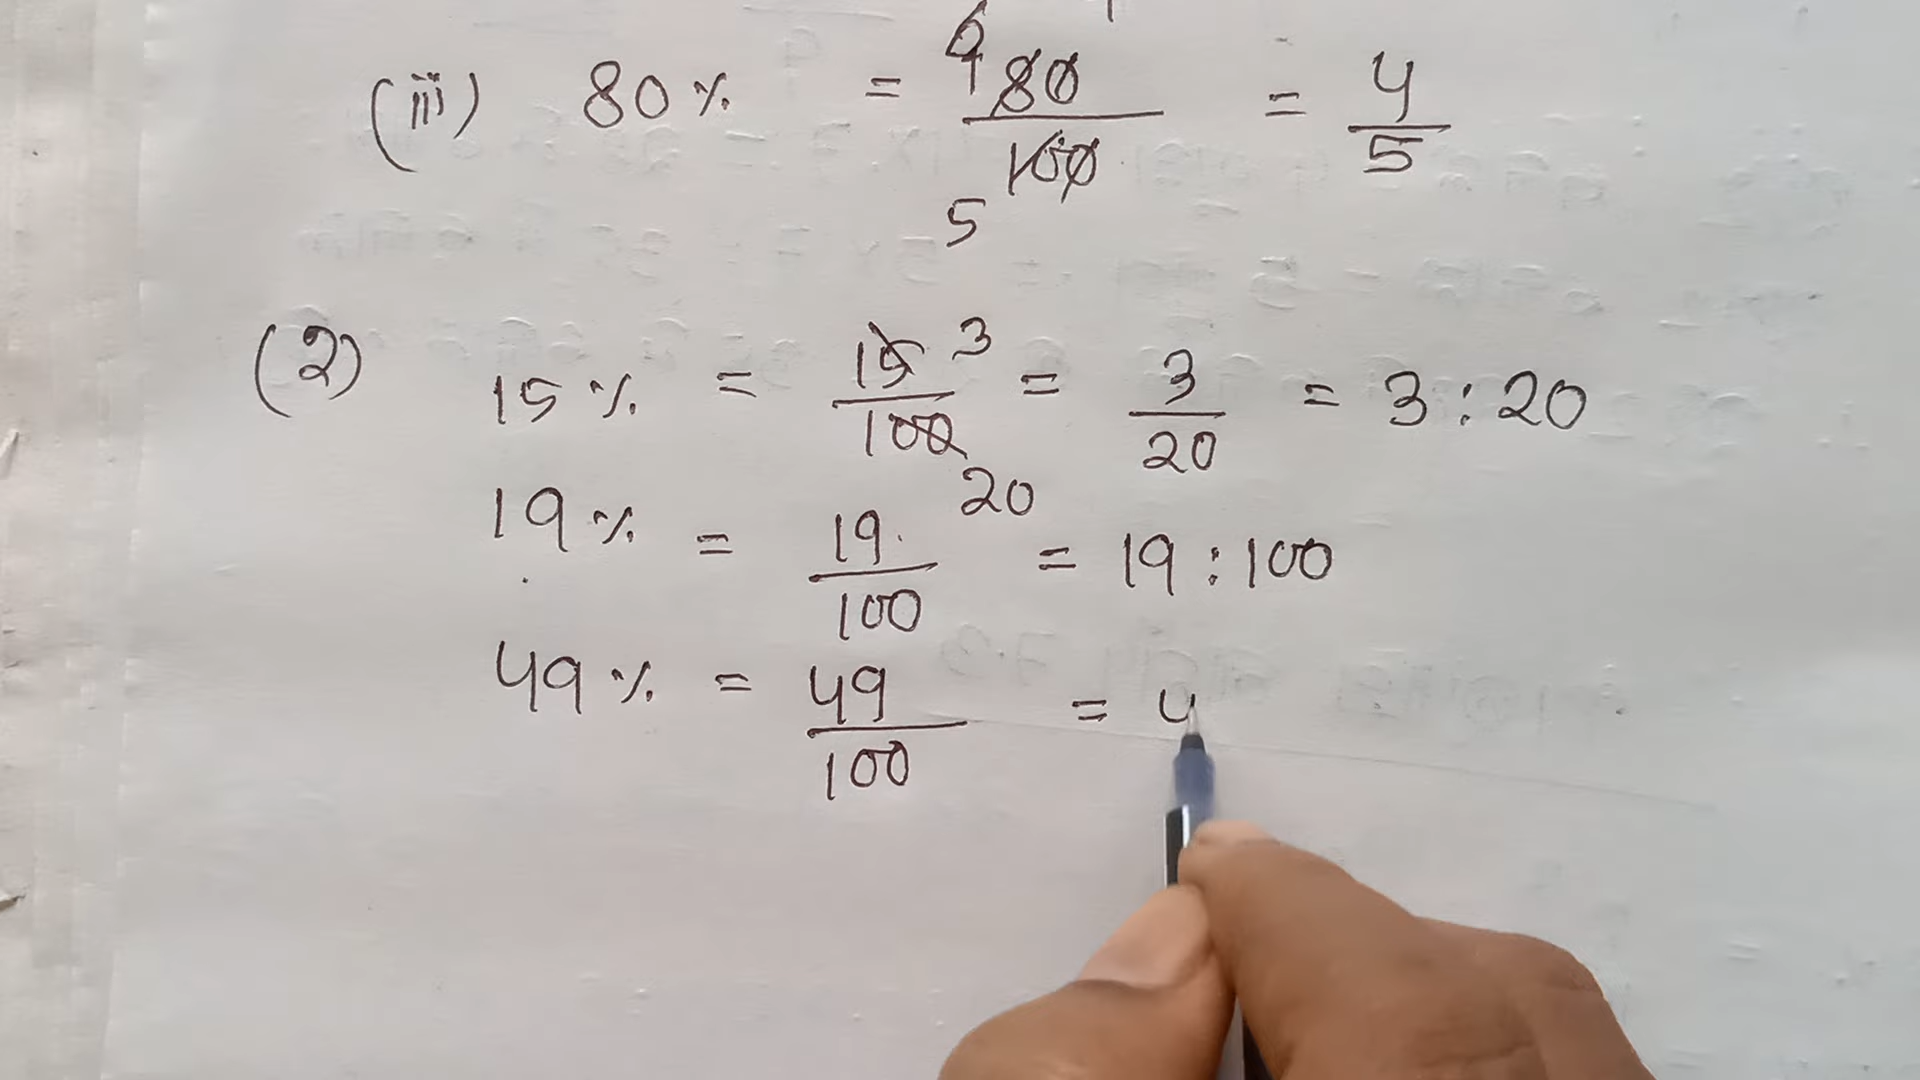 (iii) 80% = 80/100 = 4/5
4
5
(2) 15% = 15/100 = 3/20 = 3:20
3
20
19% = 19/100 = 19:100
49% = 49/100 = 4